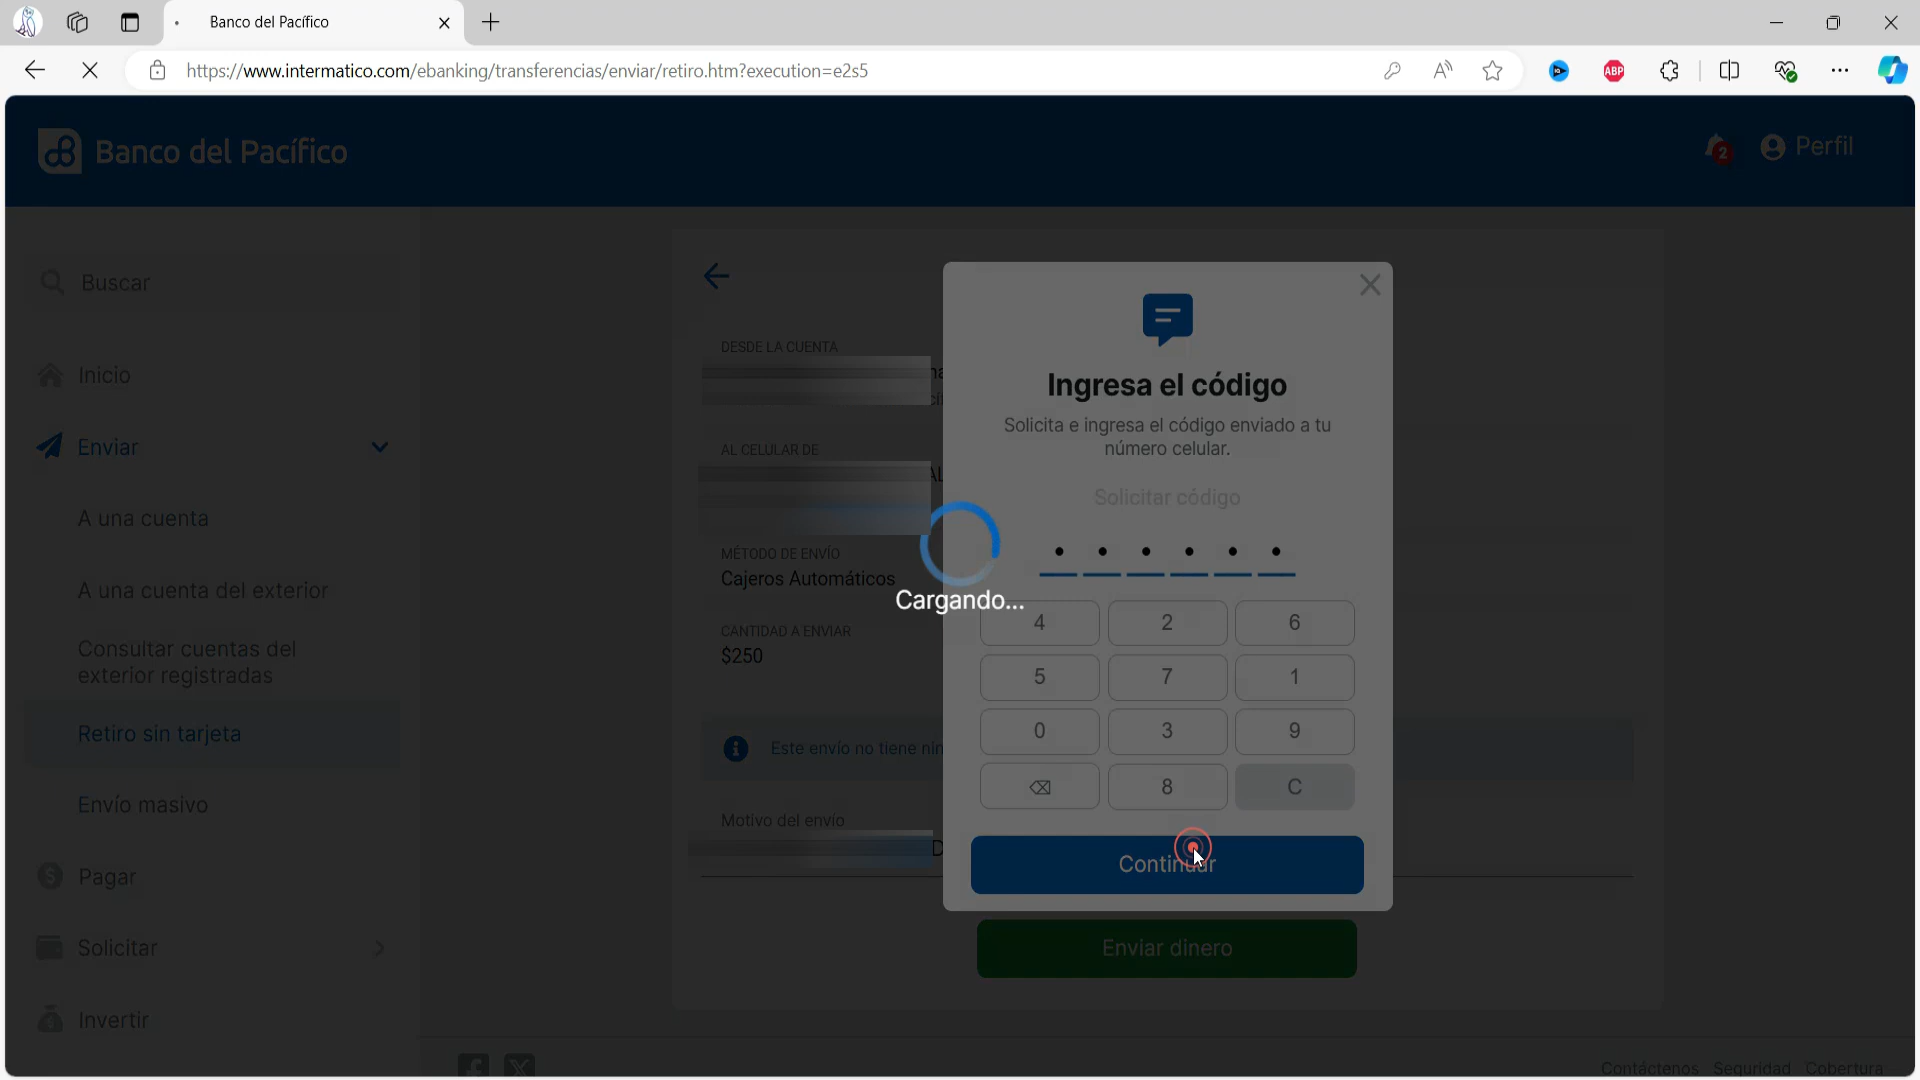 Banco del Pacífico
https://www.intermatico.com/ebanking/transferencias/enviar/retiro.htm?execution=e2s5
ABP
Banco del Pacífico
2
Perfil
Buscar
Inicio
Enviar
A una cuenta
A una cuenta del exterior
Consultar cuentas del
exterior registradas
Retiro sin tarjeta
Envío masivo
Pagar
Solicitar
Invertir
DESDE LA CUENTA
AL CELULAR DE
MÉTODO DE ENVÍO
Cajeros Automáticos
CANTIDAD A ENVIAR
$250
Este envío no tiene
Motivo del envío
Ingresa el código
Solicita e ingresa el código enviado a tu
número celular.
Solicitar código
Cargando...
4 2 6
5 7 1
0 3 9
8 C
Continuar
Enviar dinero
Contáctenos Seguridad Cobertura